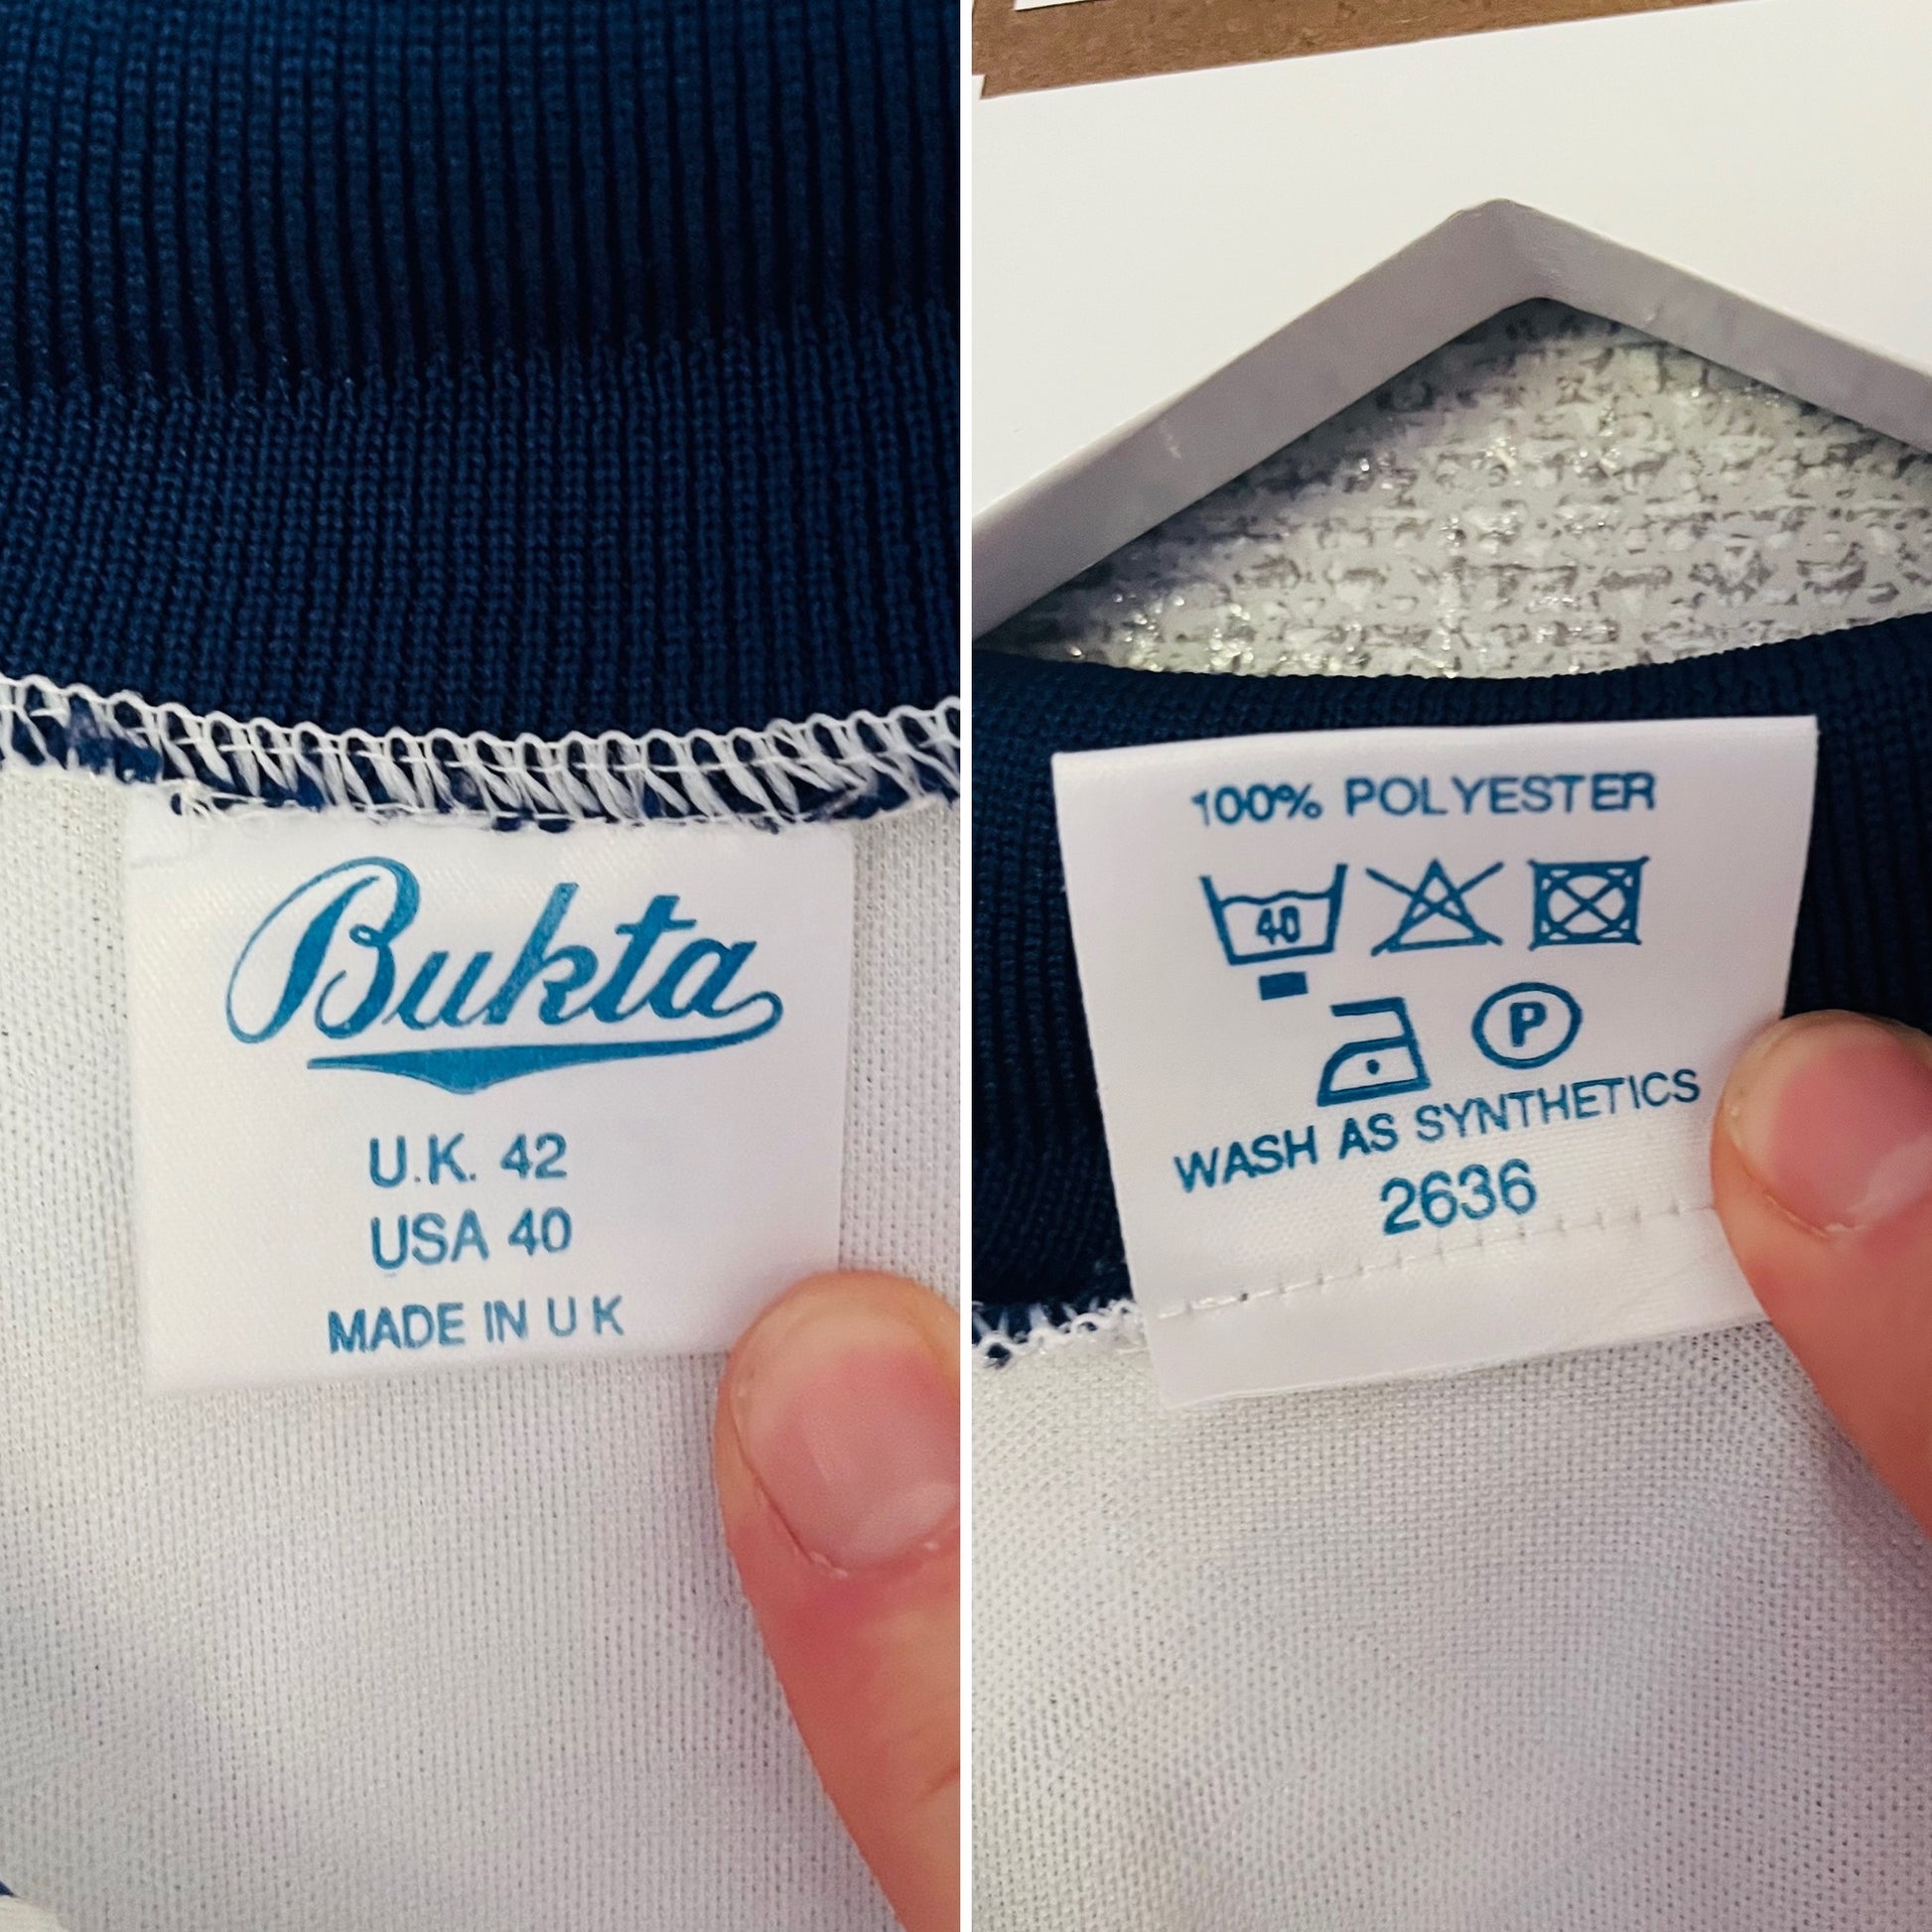 Bukta
U.K. 42
USA 40
MADE IN U K
100% POLYESTER
40
P
WASH AS SYNTHETICS
2636